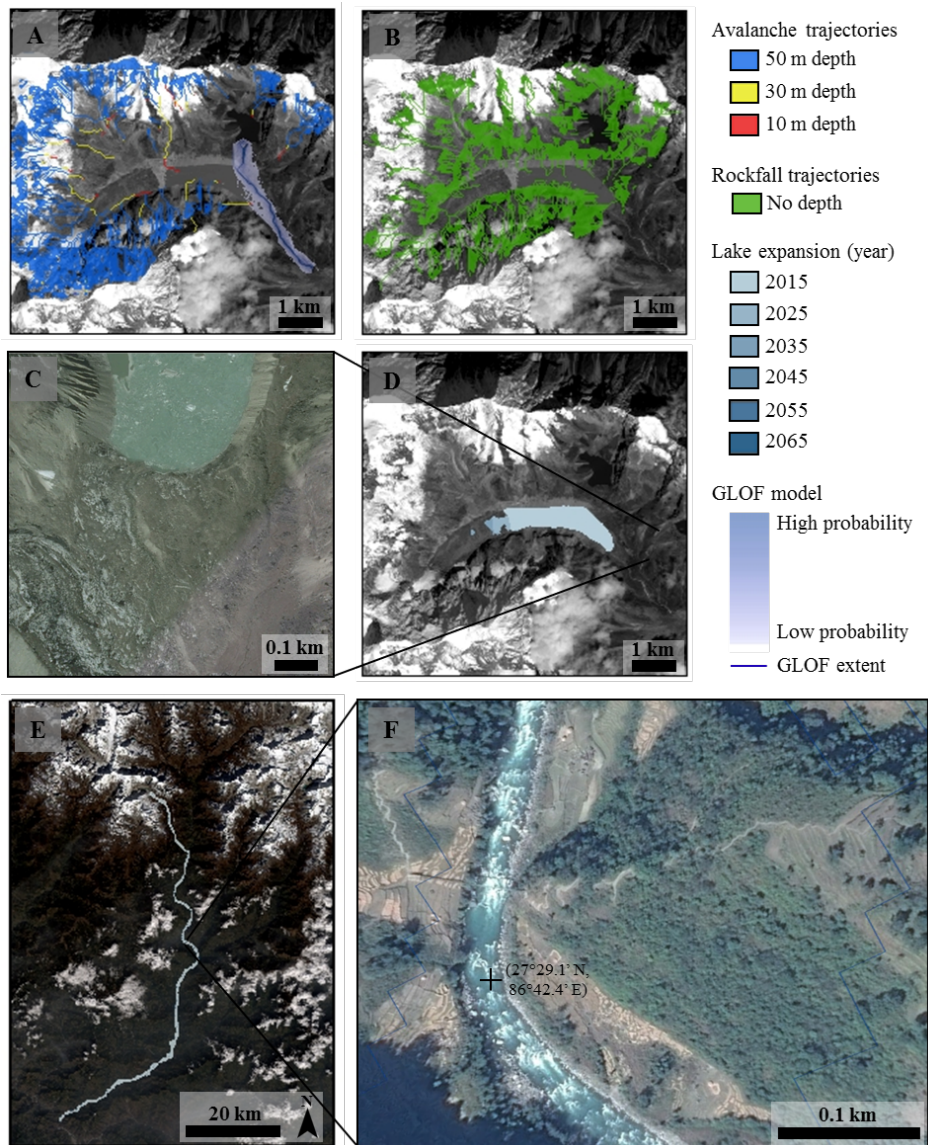 A
B
Avalanche trajectories
50 m depth
30 m depth
10 m depth
Rockfall trajectories
No depth
1 km
1 km
Lake expansion (year)
2015
2025
2035
2045
2055
2065
C
D
GLOF model
High probability
Low probability
GLOF extent
0.1 km
1 km
E
F
(27°29.1' N,
86°42.4' E)
N
20 km
0.1 km